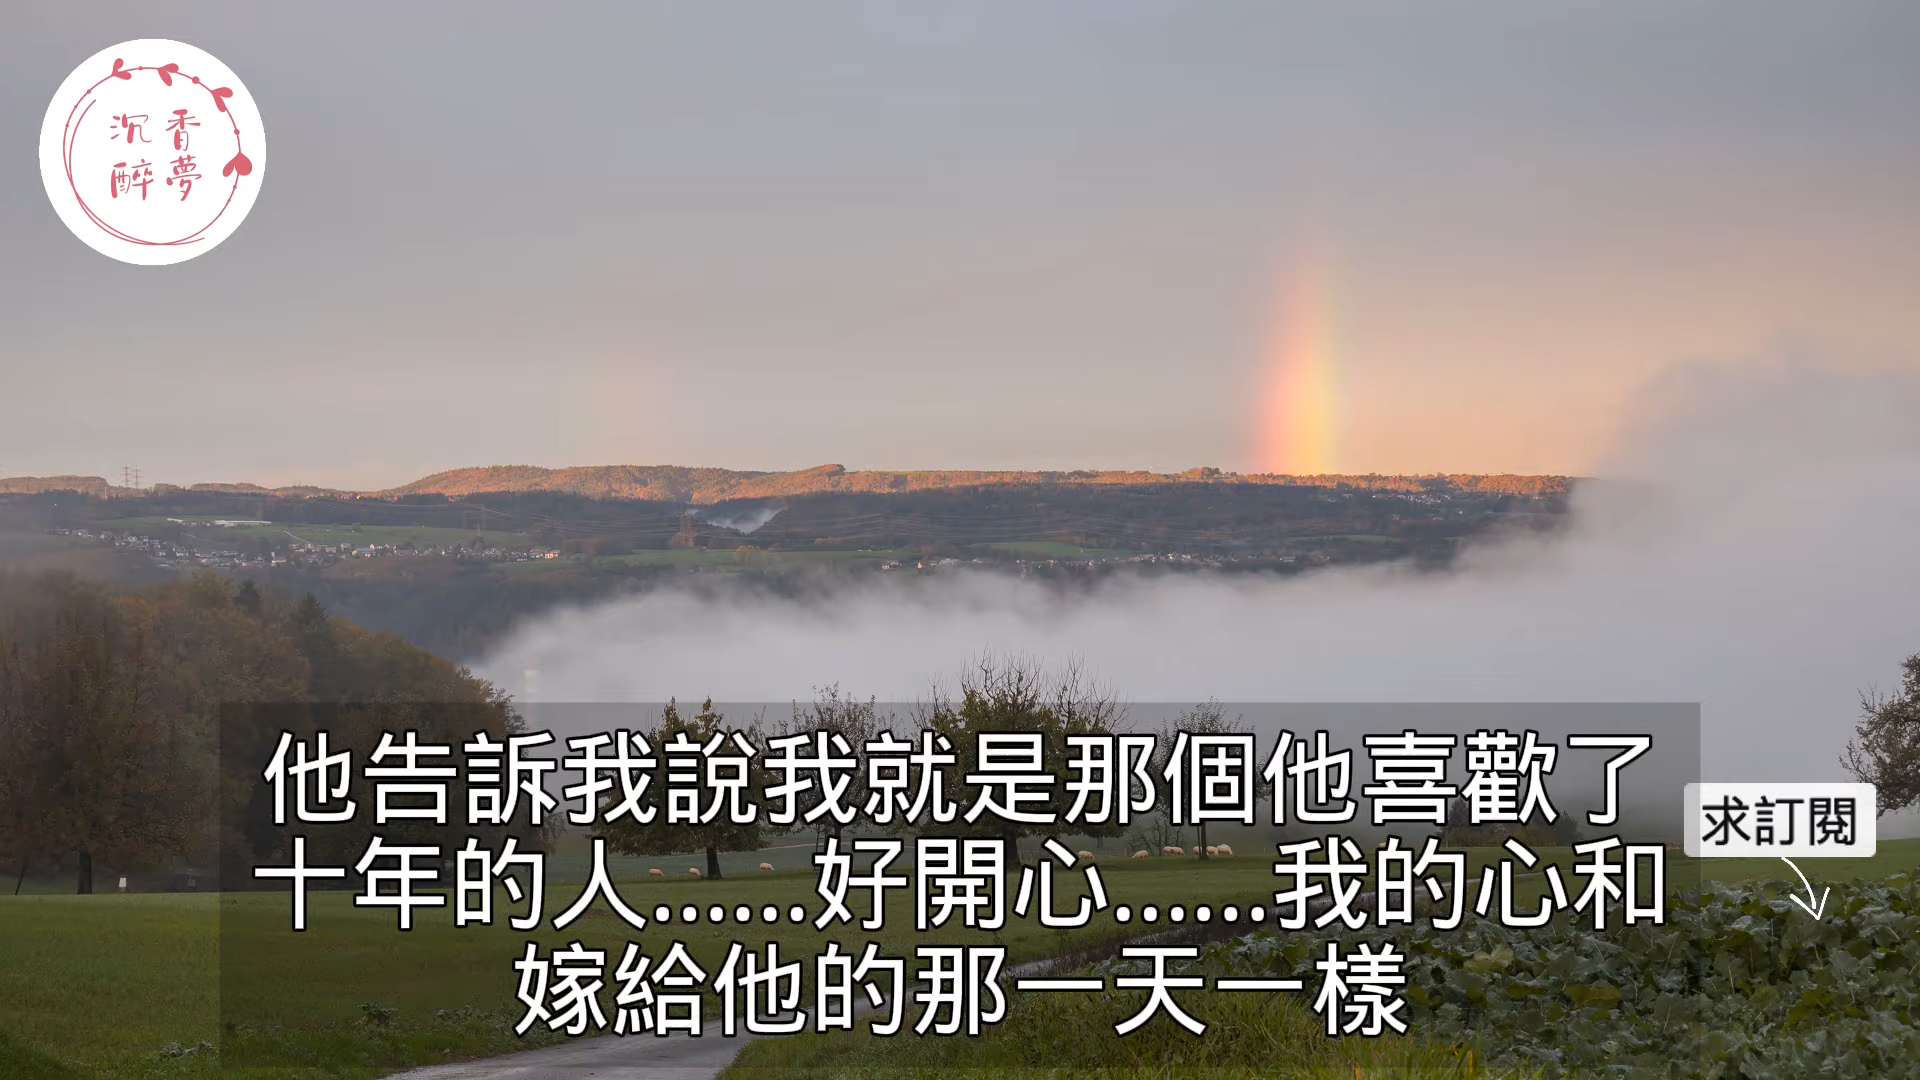 沉香
醉夢
他告訴我說我就是那個他喜歡了
十年的人......好開心......我的心和
嫁給他的那一天一樣
求訂閱